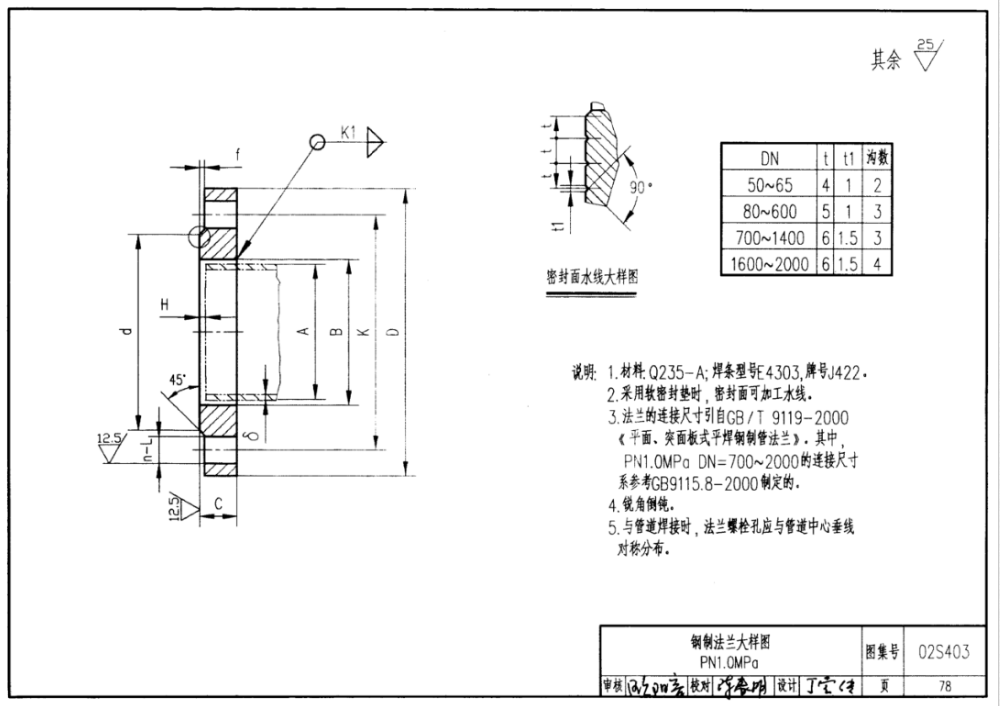 其余 25
K1
f
t
t
t
t1
90°
密封面水线大样图
DN t t1 沟数
50~65 4 1 2
80~600 5 1 3
700~1400 6 1.5 3
1600~2000 6 1.5 4
H
d
A
B
K
D
45°
δ
12.5
n-L
12.5
C
说明: 1.材料:Q235-A;焊条型号E4303,牌号J422。
2.采用软密封垫时,密封面可加工水线。
3.法兰的连接尺寸引自GB/T 9119-2000
《平面、突面板式平焊钢制管法兰》。其中,
PN1.0MPa DN=700~2000的连接尺寸
系参考GB9115.8-2000制定的。
4.锐角倒钝。
5.与管道焊接时,法兰螺栓孔应与管道中心垂线
对称分布。
钢制法兰大样图
PN1.0MPa
图集号 02S403
审核 校对 设计 页 78